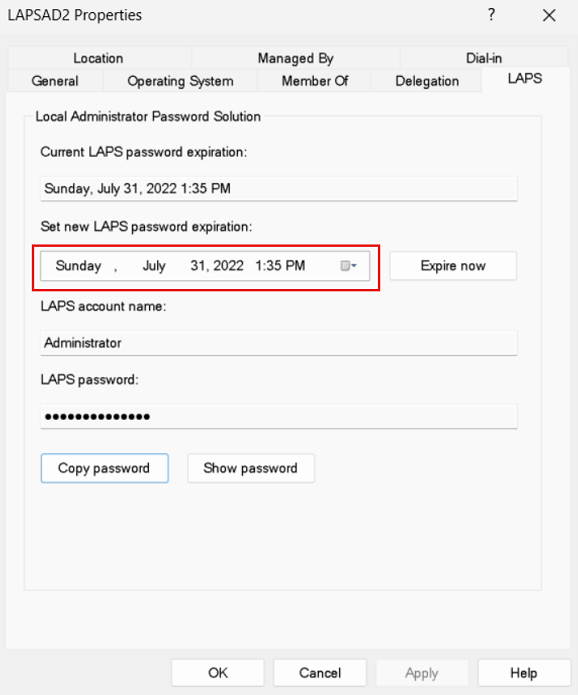 LAPSAD2 Properties ?
Location Managed By Dial-in
General Operating System Member Of Delegation LAPS
Local Administrator Password Solution
Current LAPS password expiration:
Sunday, July 31, 2022 1:35 PM
Set new LAPS password expiration:
Sunday , July 31, 2022 1:35 PM Expire now
LAPS account name:
Administrator
LAPS password:
••••••••••••••
Copy password Show password
OK Cancel Apply Help